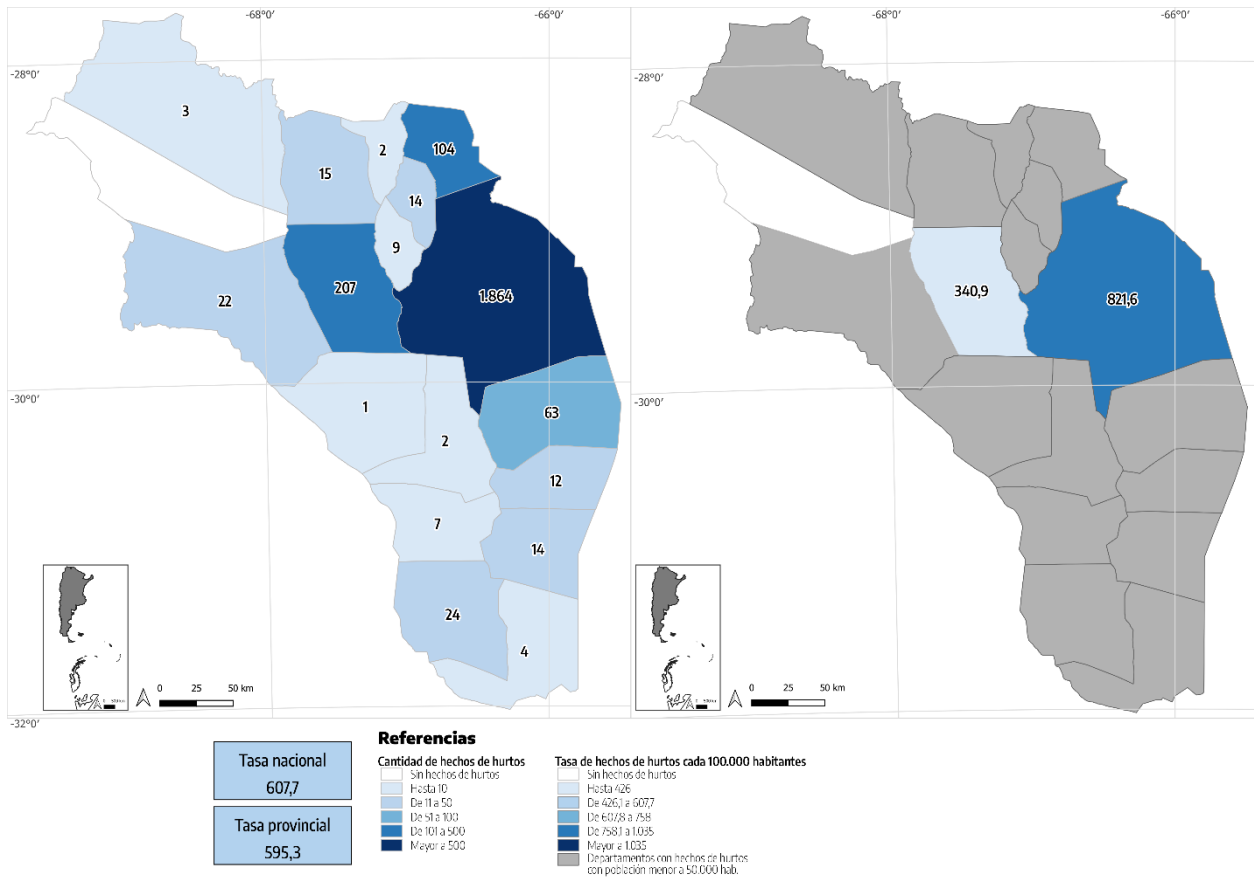 -68°0'
-66°0'
-28°0'
3
2
104
15
14
9
207
1.864
22
-30°0'
1
63
2
12
7
14
24
4
0 25 50 km
-32°0'
-68°0'
-66°0'
-28°0'
340,9
821,6
-30°0'
0 25 50 km
Tasa nacional
607,7
Tasa provincial
595,3
Referencias
Cantidad de hechos de hurtos
Sin hechos de hurtos
Hasta 10
De 11 a 50
De 51 a 100
De 101 a 500
Mayor a 500
Tasa de hechos de hurtos cada 100.000 habitantes
Sin hechos de hurtos
Hasta 426
De 426,1 a 607,7
De 607,8 a 758
De 758,1 a 1.035
Mayor a 1.035
Departamentos con hechos de hurtos
con población menor a 50.000 hab.